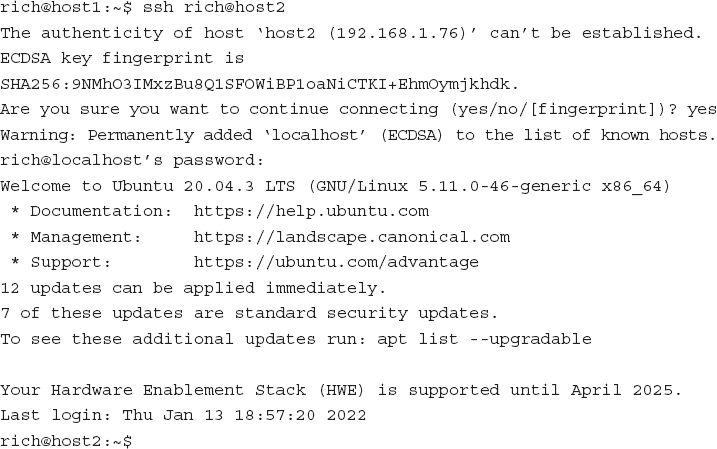 rich@host1:~$ ssh rich@host2
The authenticity of host ‘host2 (192.168.1.76)’ can’t be established.
ECDSA key fingerprint is
SHA256:9NMhO3IMxzBu8Q1SFOWiBP1oaNiCTKI+EhmOymjkhdk.
Are you sure you want to continue connecting (yes/no/[fingerprint])? yes
Warning: Permanently added ‘localhost’ (ECDSA) to the list of known hosts.
rich@localhost’s password:
Welcome to Ubuntu 20.04.3 LTS (GNU/Linux 5.11.0-46-generic x86_64)
* Documentation: https://help.ubuntu.com
* Management: https://landscape.canonical.com
* Support: https://ubuntu.com/advantage
12 updates can be applied immediately.
7 of these updates are standard security updates.
To see these additional updates run: apt list --upgradable
Your Hardware Enablement Stack (HWE) is supported until April 2025.
Last login: Thu Jan 13 18:57:20 2022
rich@host2:~$